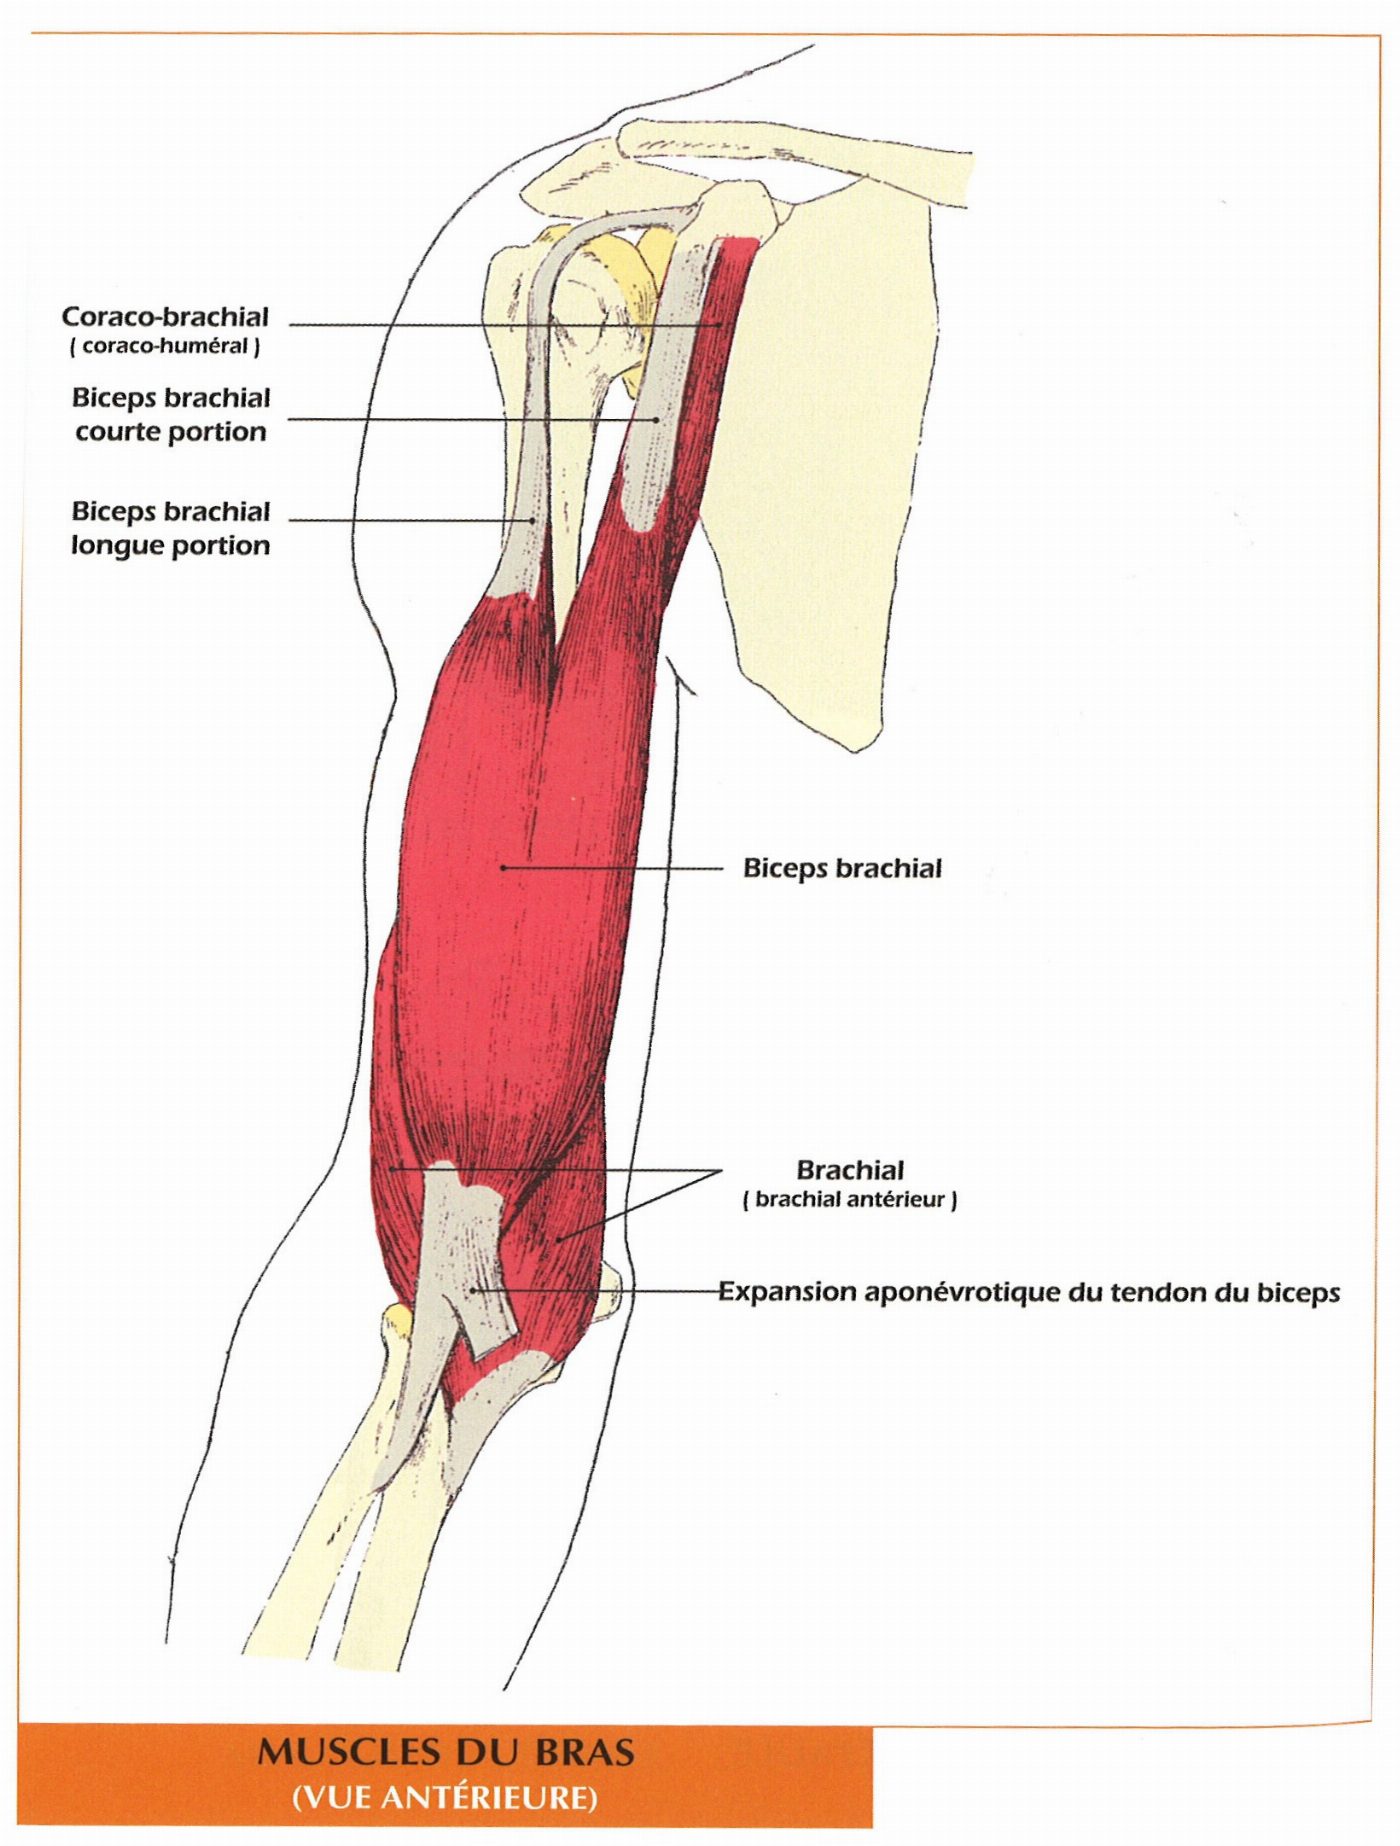 Coraco-brachial
( coraco-huméral )
Biceps brachial
courte portion
Biceps brachial
longue portion
Biceps brachial
Brachial
( brachial antérieur )
Expansion aponévrotique du tendon du biceps
MUSCLES DU BRAS
(VUE ANTÉRIEURE)